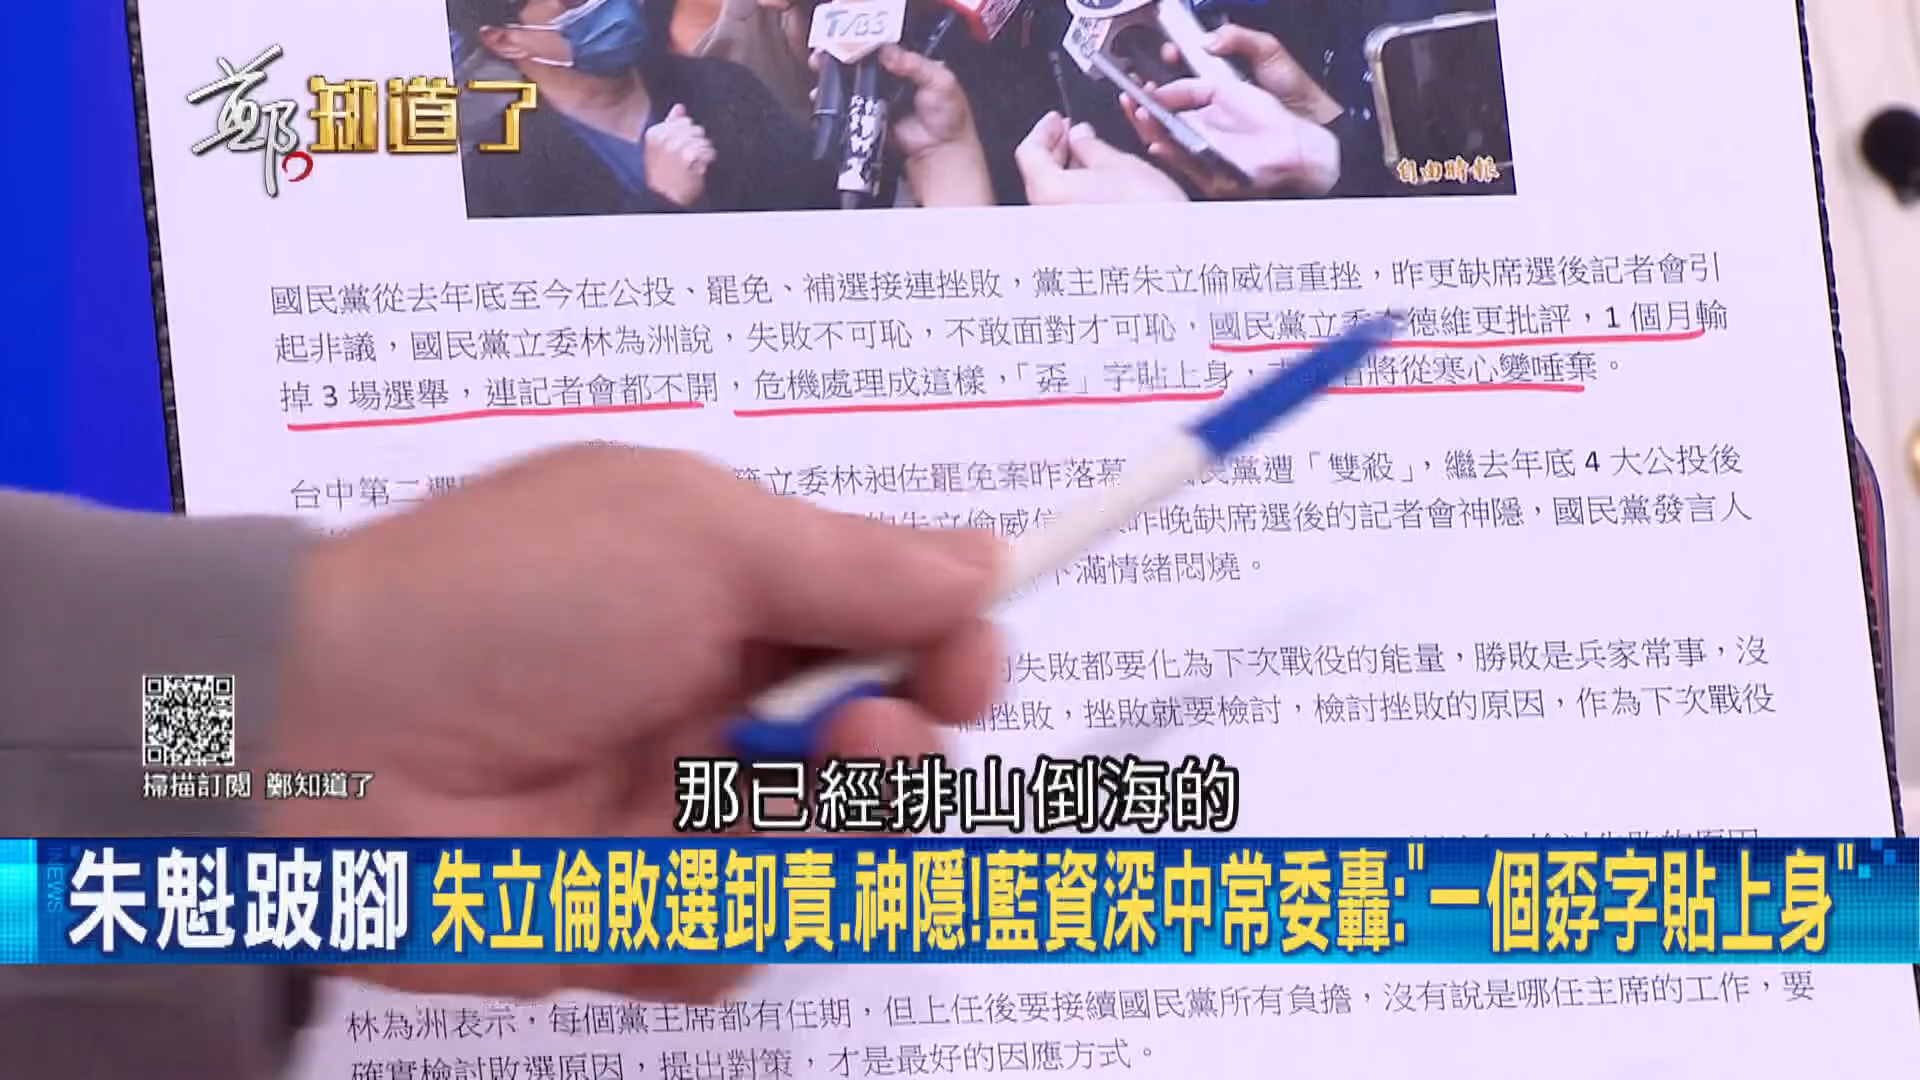 TVBS
鄭知道了
自由時報
國民黨從去年底至今在公投、罷免、補選接連挫敗，黨主席朱立倫威信重挫，昨更缺席選後記者會引
起非議，國民黨立委林為洲說，失敗不可恥，不敢面對才可恥，國民黨立委 德維更批評，1個月輸
掉3場選舉，連記者會都不開，危機處理成這樣，「孬」字貼上身， 者將從寒心變唾棄。
台中第二選 籍立委林昶佐罷免案昨落幕 民黨遭「雙殺」，繼去年底4大公投後
朱立倫威信 昨晚缺席選後的記者會神隱，國民黨發言人
滿情緒悶燒。
失敗都要化為下次戰役的能量，勝敗是兵家常事，沒
個挫敗，挫敗就要檢討，檢討挫敗的原因，作為下次戰役
掃描訂閱 鄭知道了
那已經排山倒海的
NEWS
朱魁跛腳 朱立倫敗選卸責.神隱!藍資深中常委轟:"一個孬字貼上身"
林為洲表示，每個黨主席都有任期，但上任後要接續國民黨所有負擔，沒有說是哪任主席的工作，要
確實檢討敗選原因，提出對策，才是最好的因應方式。